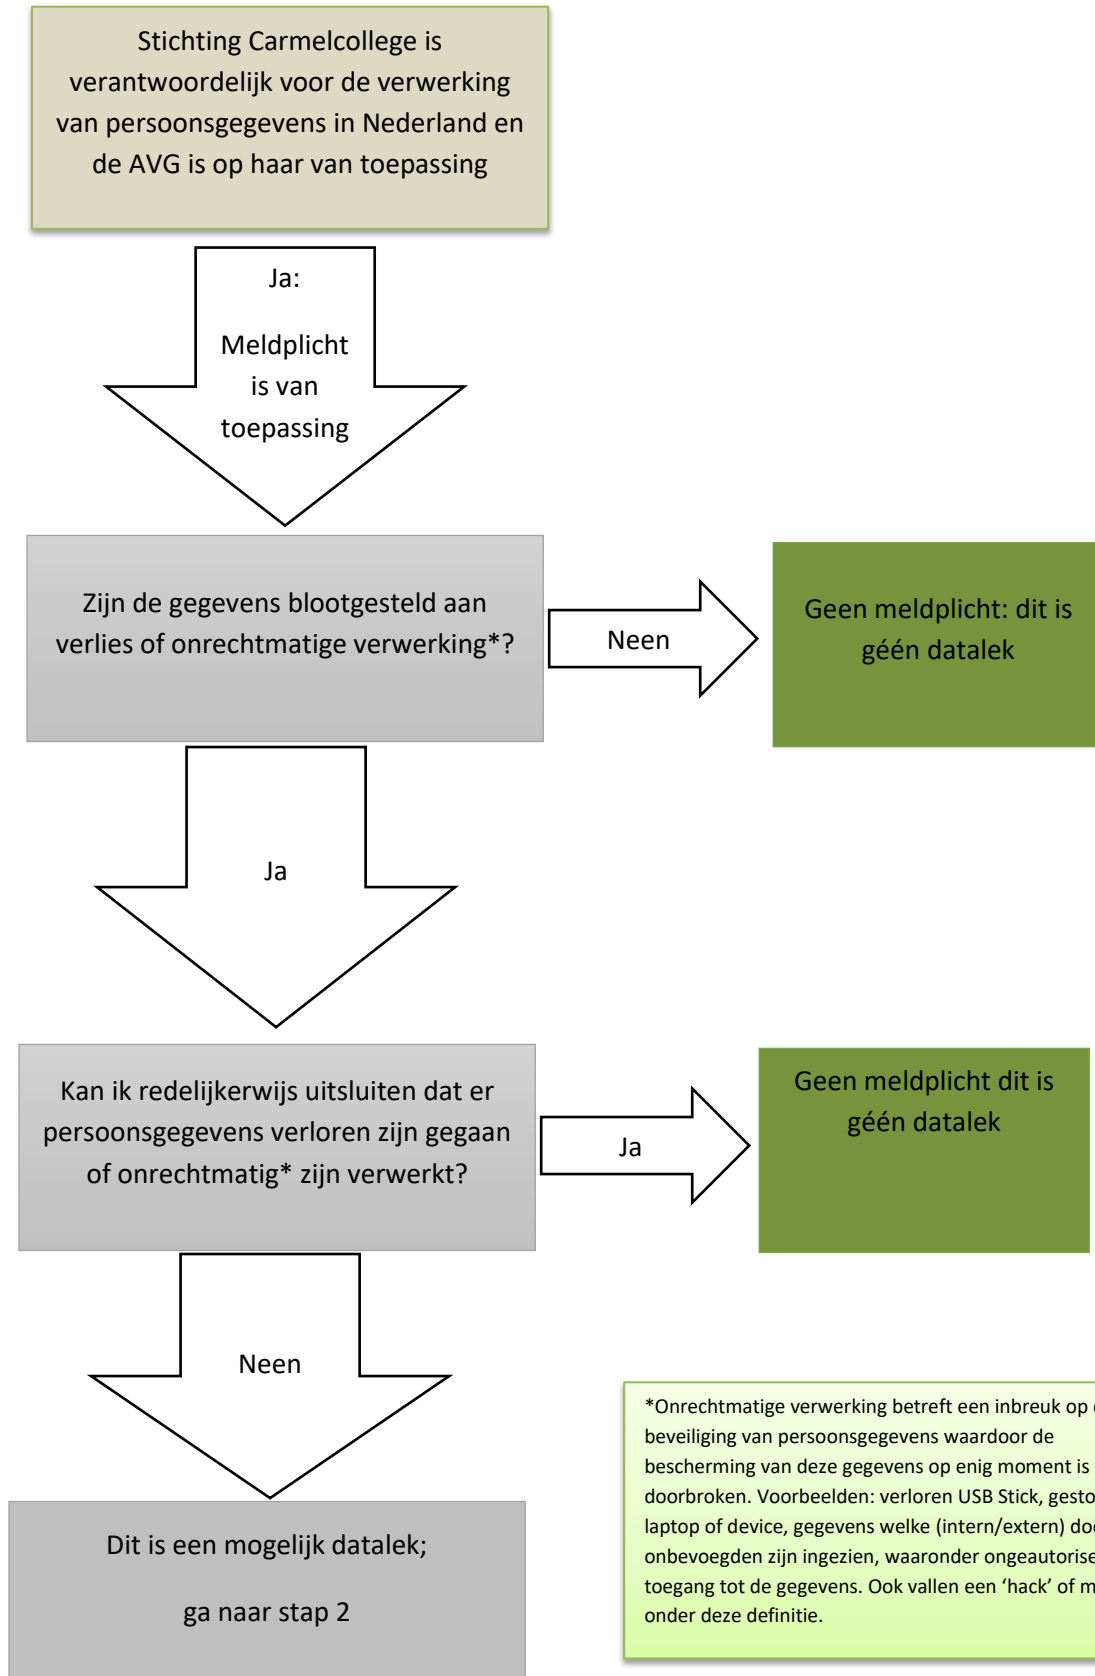 Stichting Carmelcollege is
verantwoordelijk voor de verwerking
van persoonsgegevens in Nederland en
de AVG is op haar van toepassing
Ja:
Meldplicht
is van
toepassing
Zijn de gegevens blootgesteld aan
verlies of onrechtmatige verwerking*?
Neen
Geen meldplicht: dit is
géén datalek
Ja
Kan ik redelijkerwijs uitsluiten dat er
persoonsgegevens verloren zijn gegaan
of onrechtmatig* zijn verwerkt?
Ja
Geen meldplicht dit is
géén datalek
Neen
Dit is een mogelijk datalek;
ga naar stap 2
*Onrechtmatige verwerking betreft een inbreuk op
beveiliging van persoonsgegevens waardoor de
bescherming van deze gegevens op enig moment is
doorbroken. Voorbeelden: verloren USB Stick,
laptop of device, gegevens welke (intern/extern)
onbevoegden zijn ingezien, waaronder
toegang tot de gegevens. Ook vallen een ‘hack’ of
onder deze definitie.